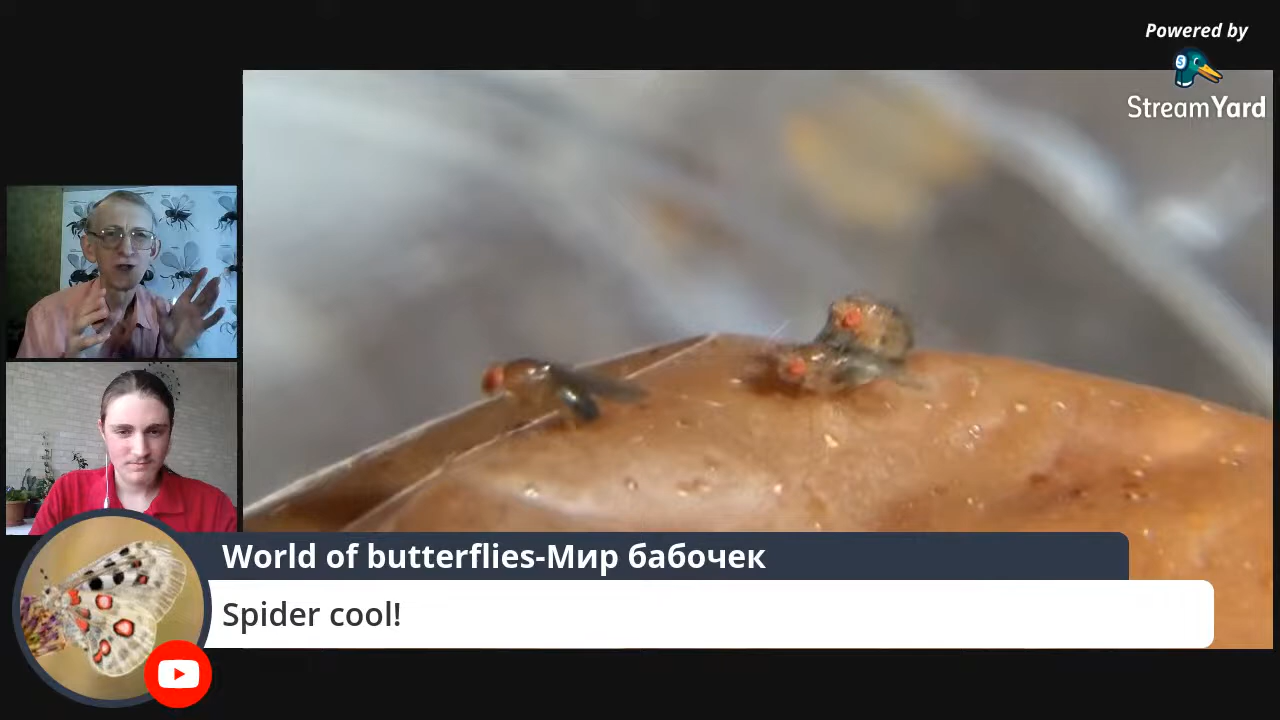 Powered by
StreamYard
World of butterflies-Мир бабочек
Spider cool!